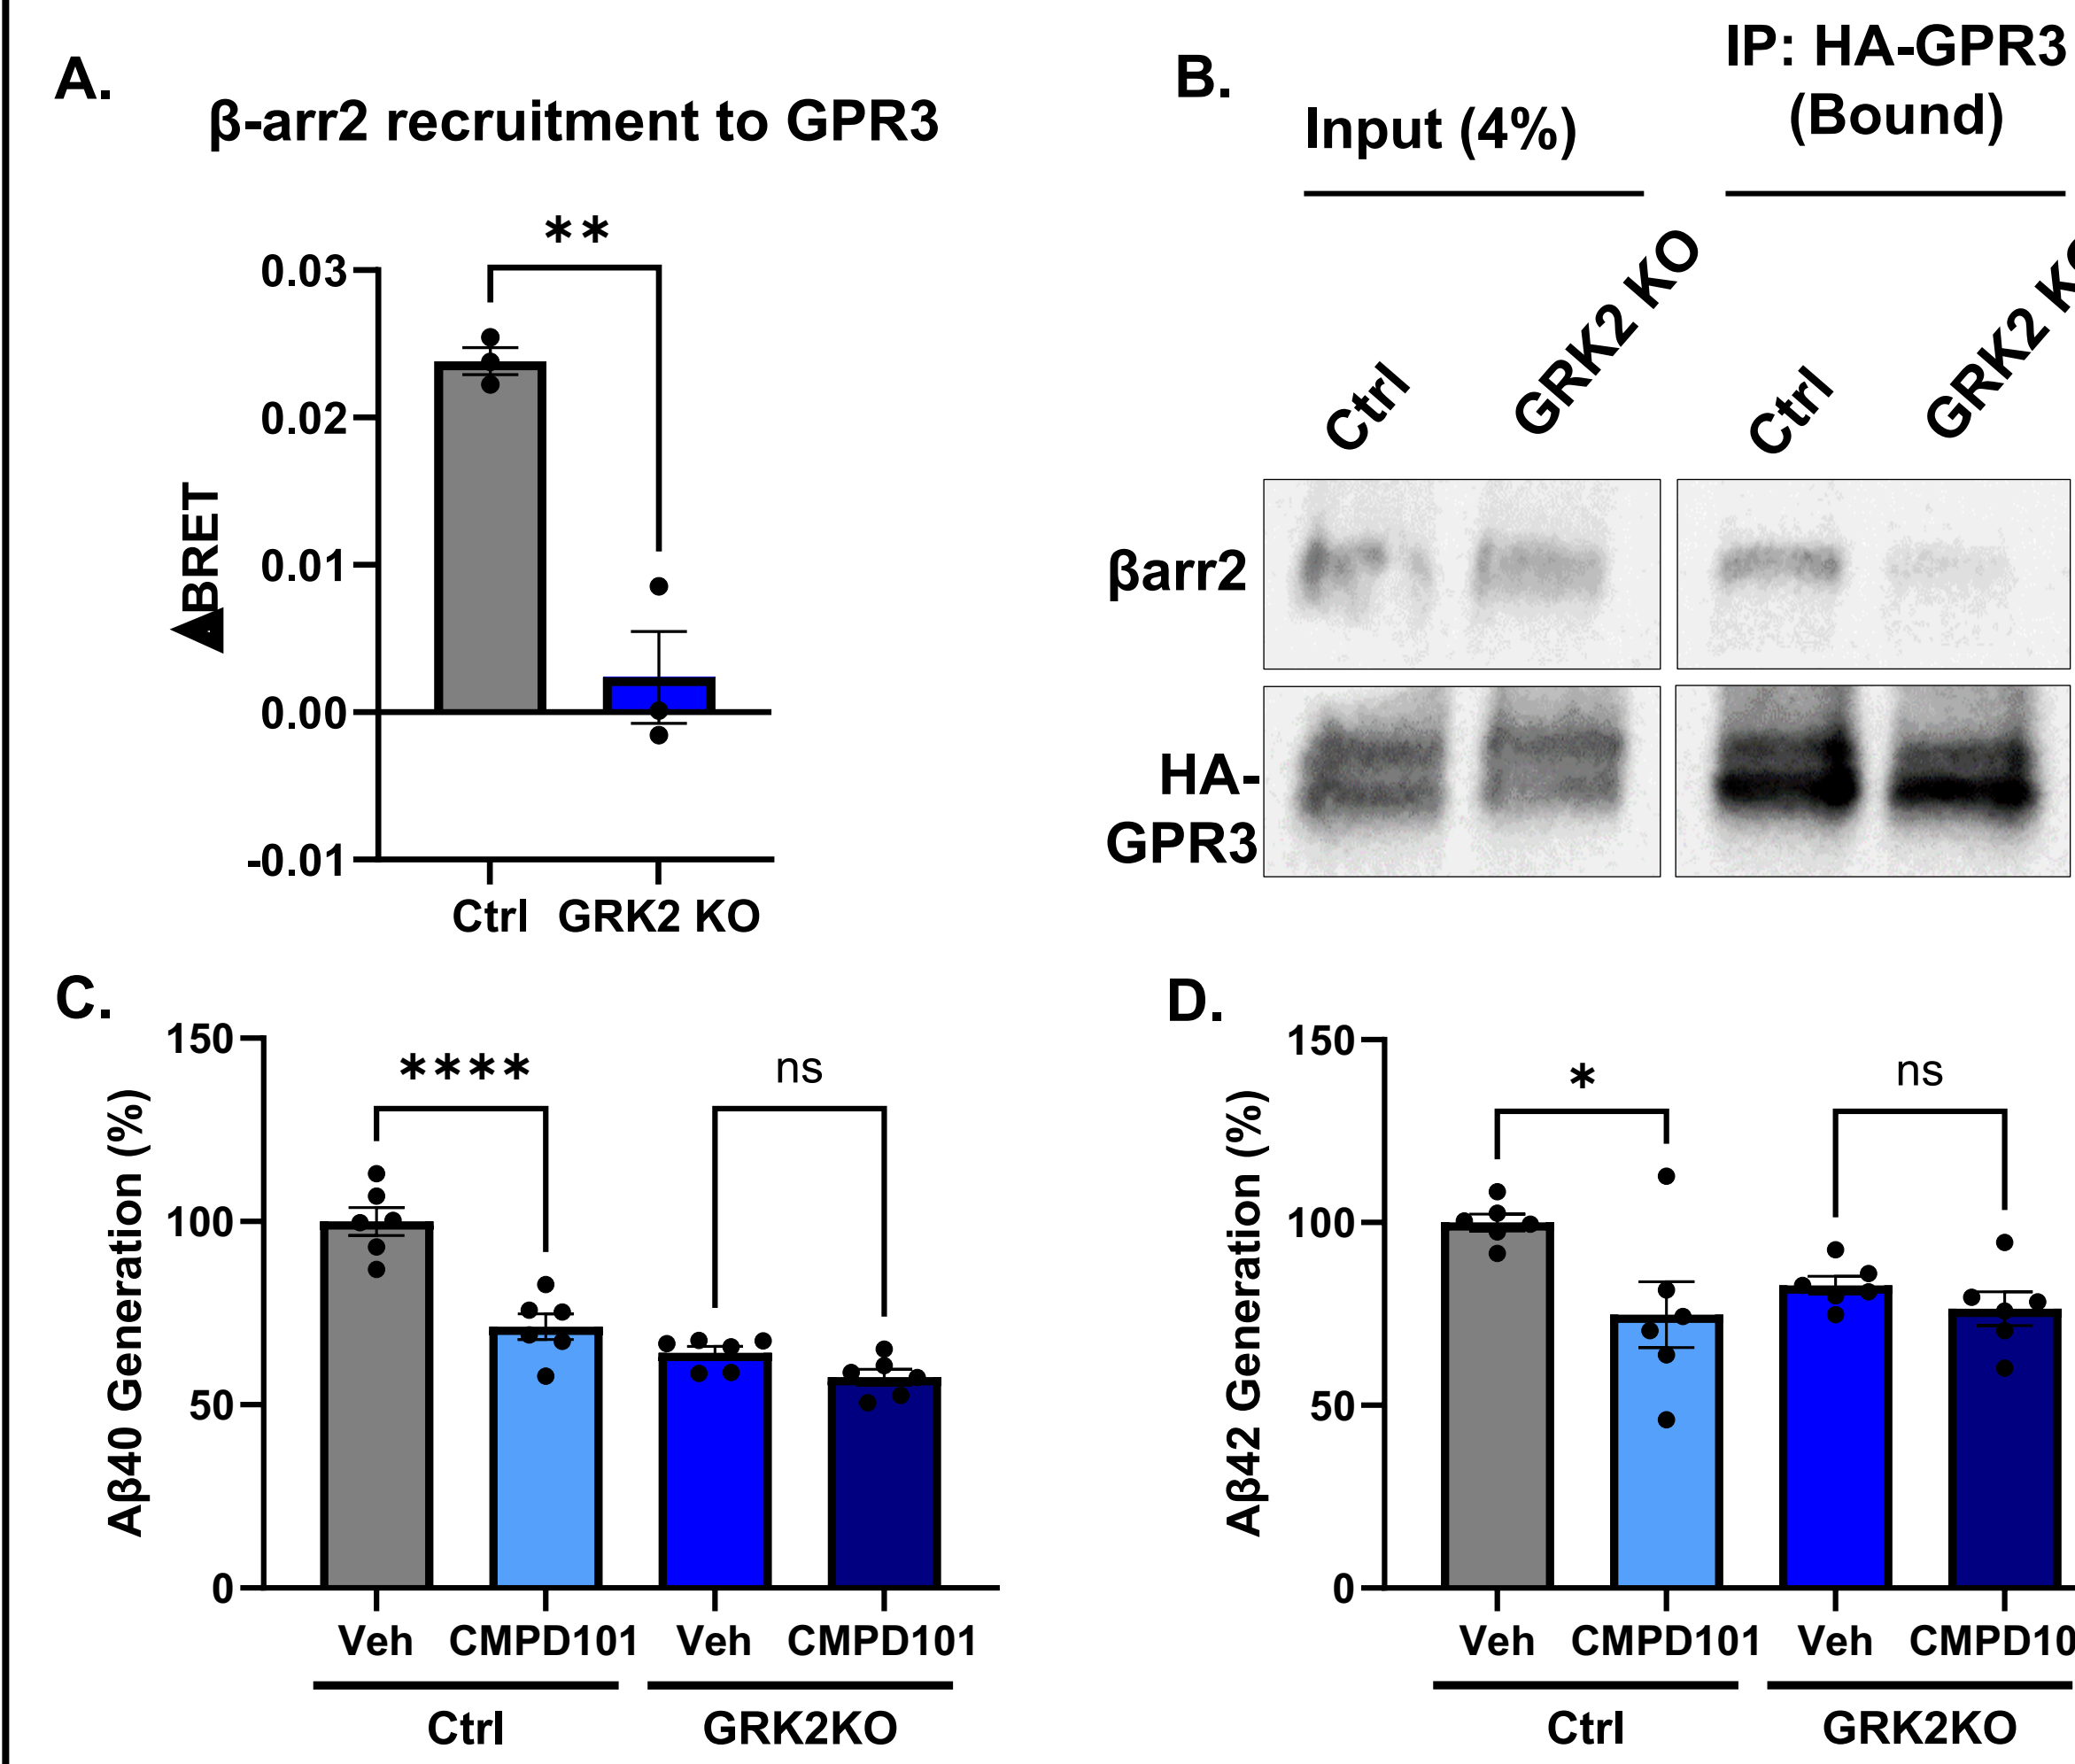 A.
β-arr2 recruitment to GPR3
**
0.03
0.02
0.01
0.00
-0.01
ΔBRET
Ctrl GRK2 KO
B.
Input (4%)
IP: HA-GPR3
(Bound)
Ctrl
GRK2 KO
Ctrl
GRK2
βarr2
HA-
GPR3
C.
Aβ40 Generation (%)
150
100
50
0
****
ns
Veh CMPD101 Veh CMPD101
Ctrl GRK2KO
D.
Aβ42 Generation (%)
150
100
50
0
*
ns
Veh CMPD101 Veh CMPD10
Ctrl GRK2KO